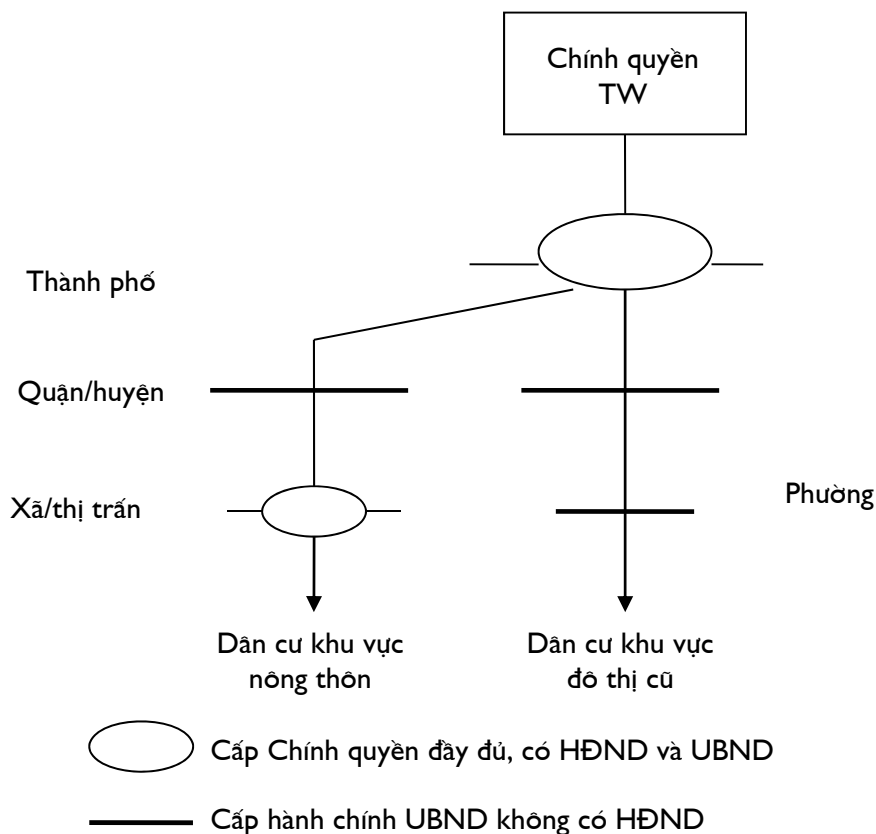 Chính quyền
TW
Thành phố
Quận/huyện
Xã/thị trấn
Phường
Dân cư khu vực
nông thôn
Dân cư khu vực
đô thị cũ
Cấp Chính quyền đầy đủ, có HĐND và UBND
Cấp hành chính UBND không có HĐND